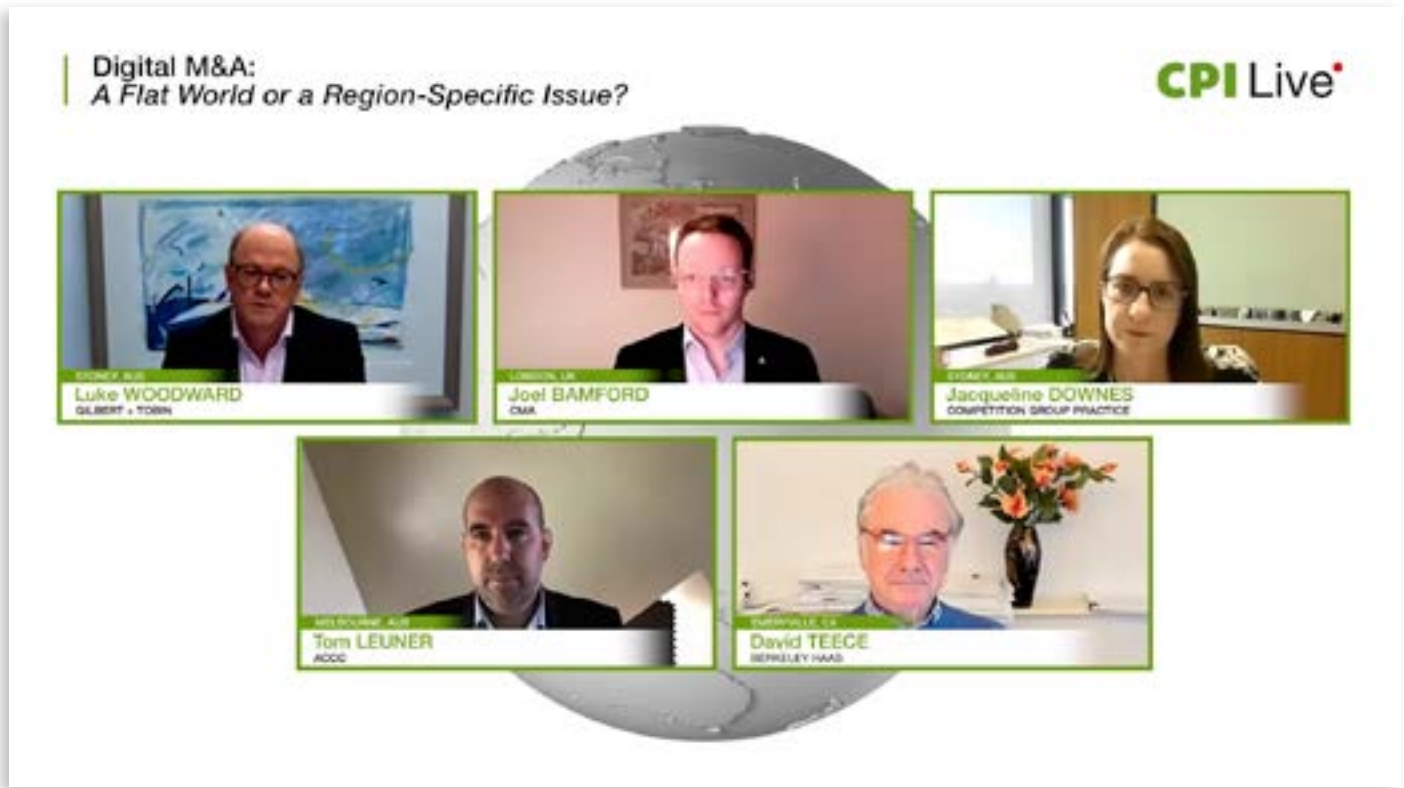 Digital M&A:
A Flat World or a Region-Specific Issue?
CPI Live
SYDNEY, AUS
Luke WOODWARD
GILBERT + TOBIN
LONDON, UK
Joel BAMFORD
CMA
SYDNEY, AUS
Jacqueline DOWNES
COMPETITION GROUP PRACTICE
MELBOURNE, AUS
Tom LEUNER
ACCC
EMERYVILLE, CA
David TEECE
BERKELEY HAAS